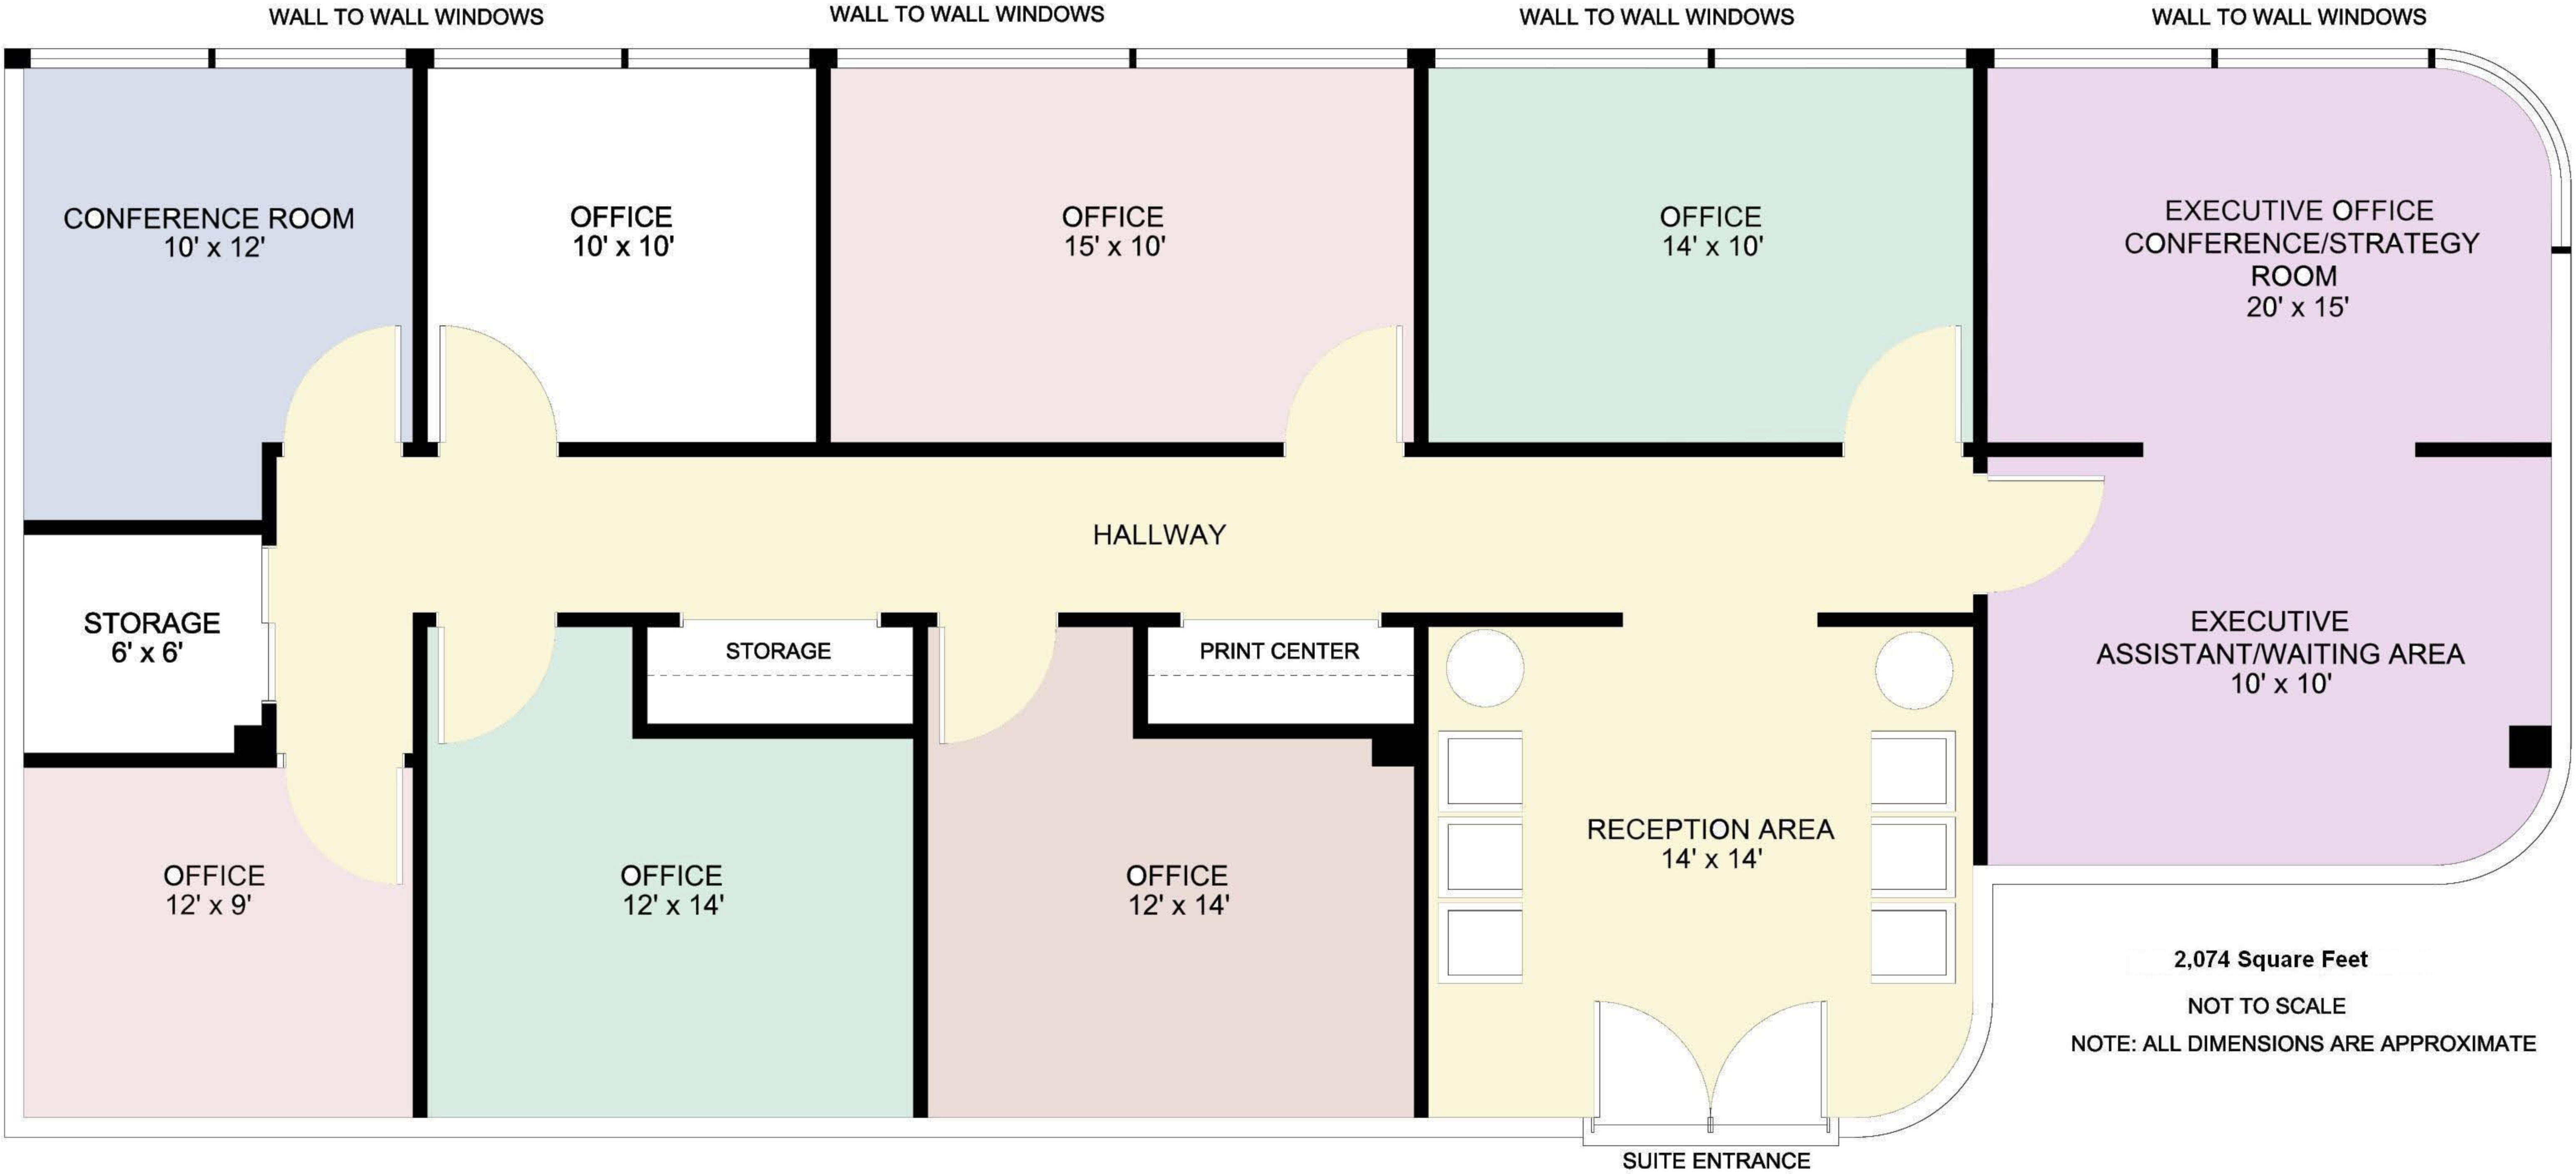 WALL TO WALL WINDOWS
WALL TO WALL WINDOWS
WALL TO WALL WINDOWS
WALL TO WALL WINDOWS
CONFERENCE ROOM
10' x 12'
OFFICE
10' x 10'
OFFICE
15' x 10'
OFFICE
14' x 10'
EXECUTIVE OFFICE
CONFERENCE/STRATEGY
ROOM
20' x 15'
HALLWAY
STORAGE
6' x 6'
STORAGE
PRINT CENTER
EXECUTIVE
ASSISTANT/WAITING AREA
10' x 10'
OFFICE
12' x 9'
OFFICE
12' x 14'
OFFICE
12' x 14'
RECEPTION AREA
14' x 14'
2,074 Square Feet
NOT TO SCALE
NOTE: ALL DIMENSIONS ARE APPROXIMATE
SUITE ENTRANCE